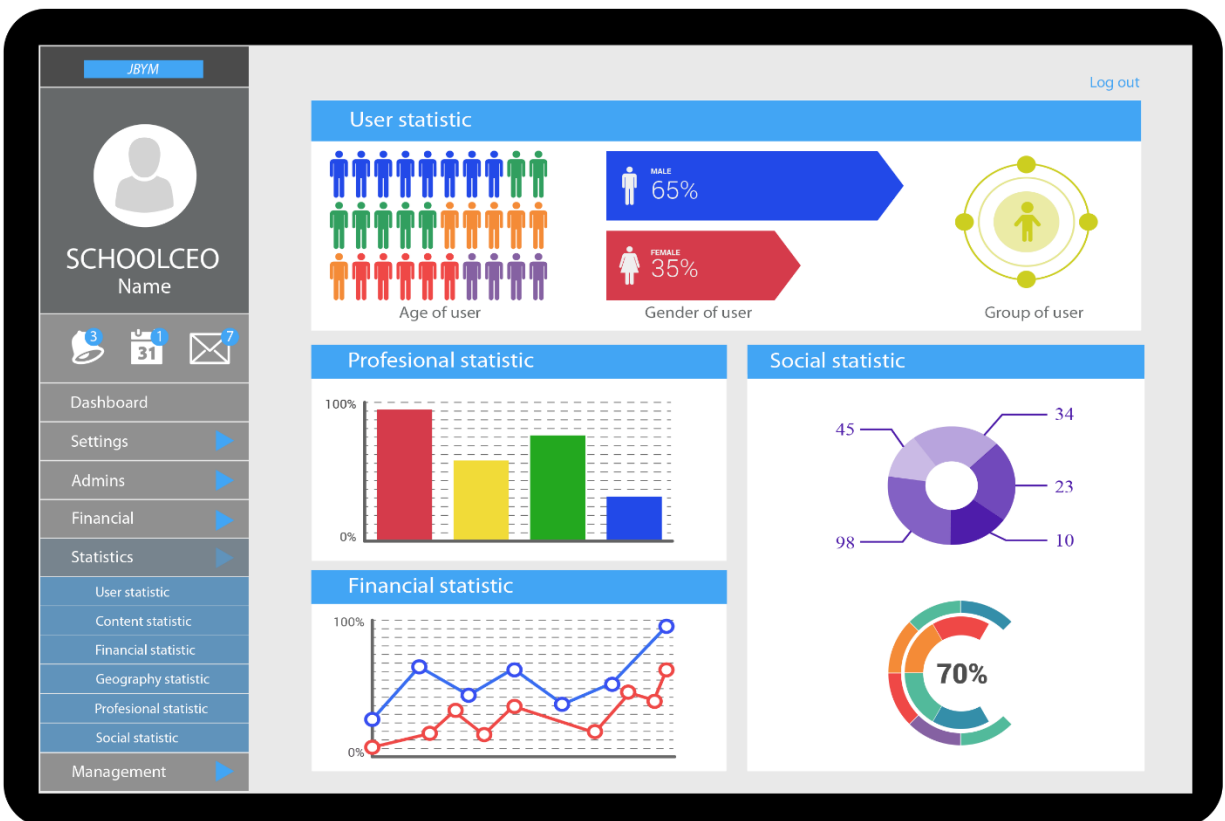 JBYM
SCHOOLCEO
Name
3
1
31
7
Dashboard
Settings
Admins
Financial
Statistics
User statistic
Content statistic
Financial statistic
Geography statistic
Profesional statistic
Social statistic
Management
Log out
User statistic
Age of user
MALE
65%
FEMALE
35%
Gender of user
Group of user
Profesional statistic
100%
0%
Financial statistic
100%
0%
Social statistic
45
34
23
98
10
70%